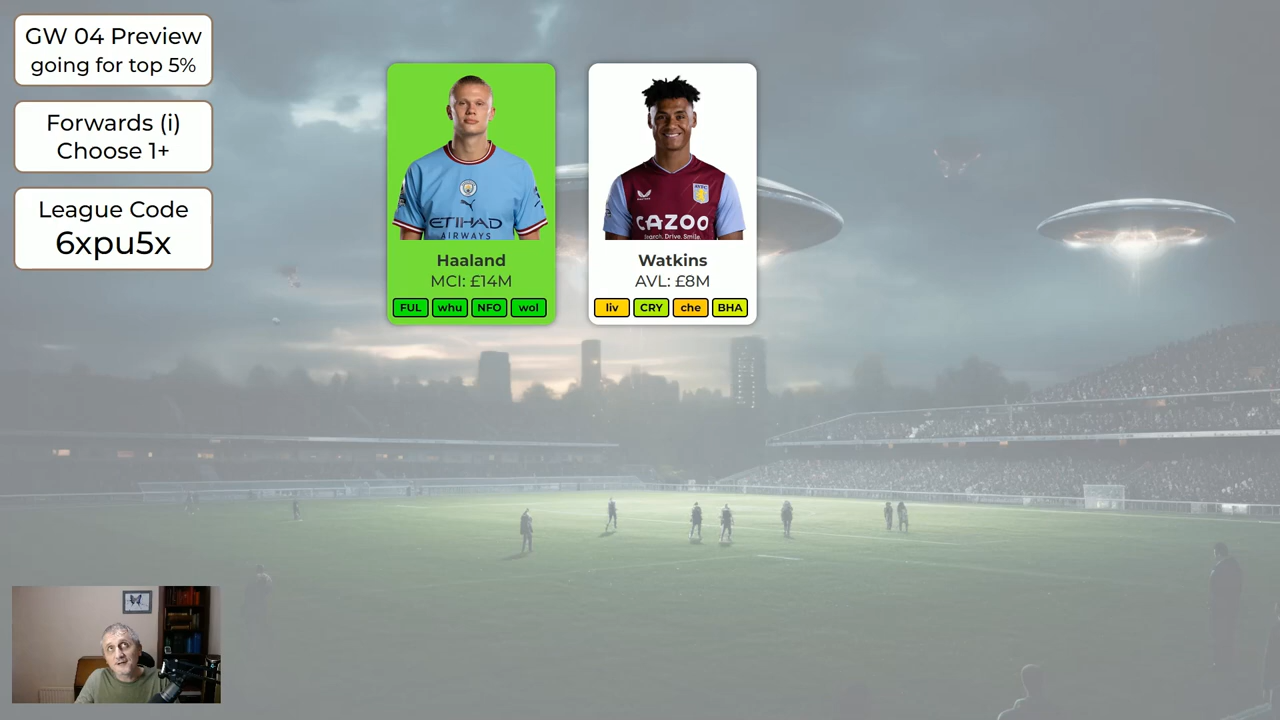 GW 04 Preview
going for top 5%
Forwards (i)
Choose 1+
League Code
6xpu5x
ETIHAD
AIRWAYS
Haaland
MCI: £14M
FUL whu NFO wol
CAZOO
Search. Drive. Smile.
Watkins
AVL: £8M
liv CRY che BHA